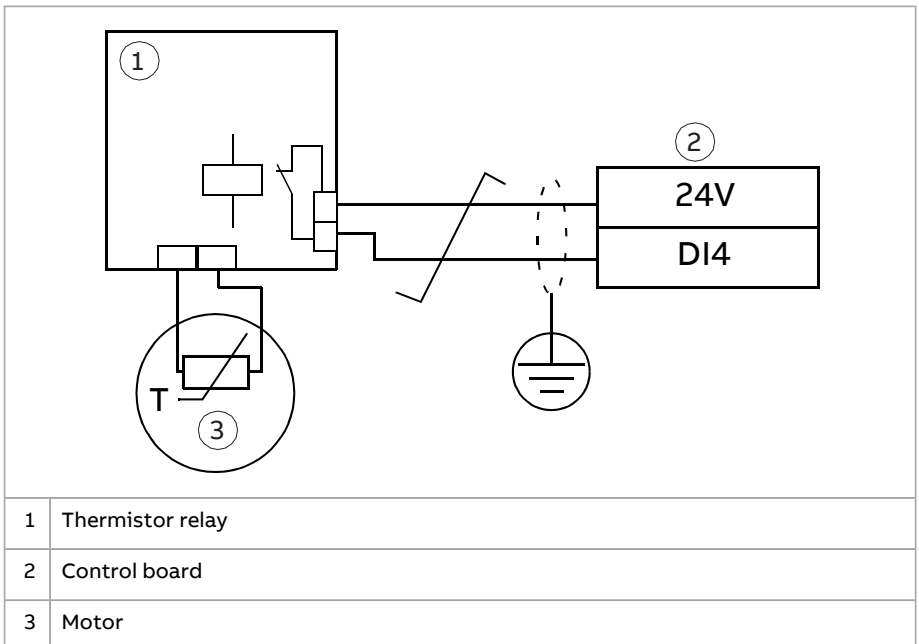 1
2
24V
DI4
T
3
1 Thermistor relay
2 Control board
3 Motor